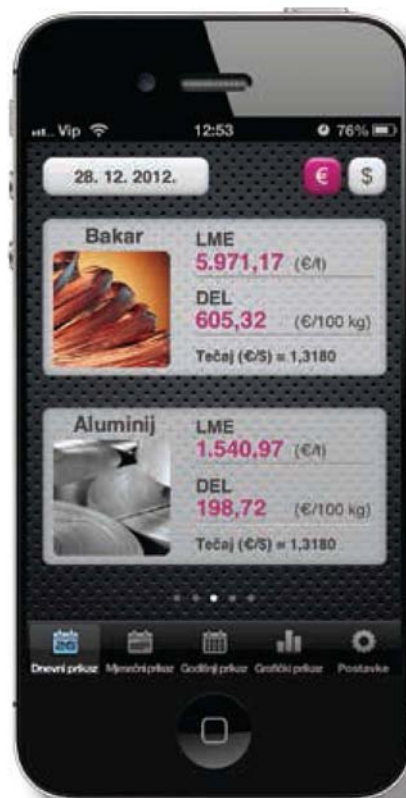 Vip 12:53 76%
28. 12. 2012. € $
Bakar
LME
5.971,17 (€/t)
DEL
605,32 (€/100 kg)
Tečaj (€/$) = 1,3180
Aluminij
LME
1.540,97 (€/t)
DEL
198,72 (€/100 kg)
Tečaj (€/$) = 1,3180
Dnevni prikaz Mjesečni prikaz Godišnji prikaz Grafički prikaz Postavke